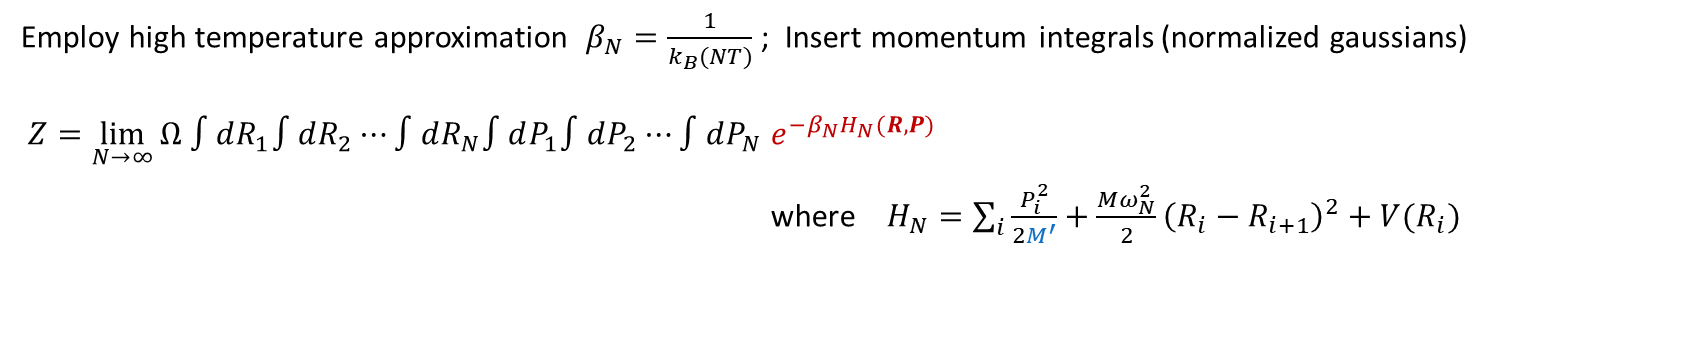 Employ high temperature approximation β_N = 1/(k_B(NT)) ; Insert momentum integrals (normalized gaussians)
Z = lim_{N→∞} Ω ∫ dR_1 ∫ dR_2 ⋯ ∫ dR_N ∫ dP_1 ∫ dP_2 ⋯ ∫ dP_N e^{−β_N H_N(R,P)}
where H_N = ∑_i P_i^2/(2M′) + (Mω_N^2/2)(R_i − R_{i+1})^2 + V(R_i)